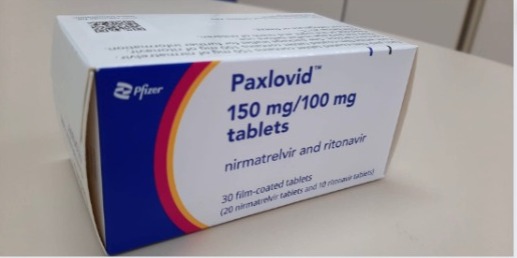 Pfizer
Paxlovid™
150 mg/100 mg
tablets
nirmatrelvir and ritonavir
30 film-coated tablets
(20 nirmatrelvir tablets and 10 ritonavir tablets)